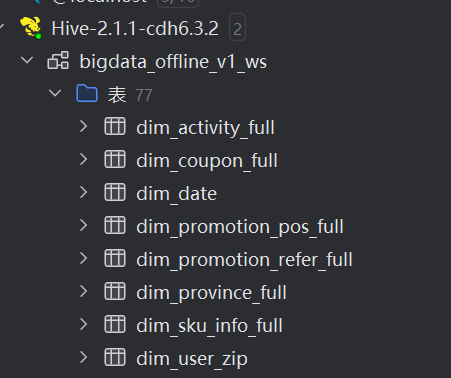 Hive-2.1.1-cdh6.3.2 2
bigdata_offline_v1_ws
表 77
dim_activity_full
dim_coupon_full
dim_date
dim_promotion_pos_full
dim_promotion_refer_full
dim_province_full
dim_sku_info_full
dim_user_zip